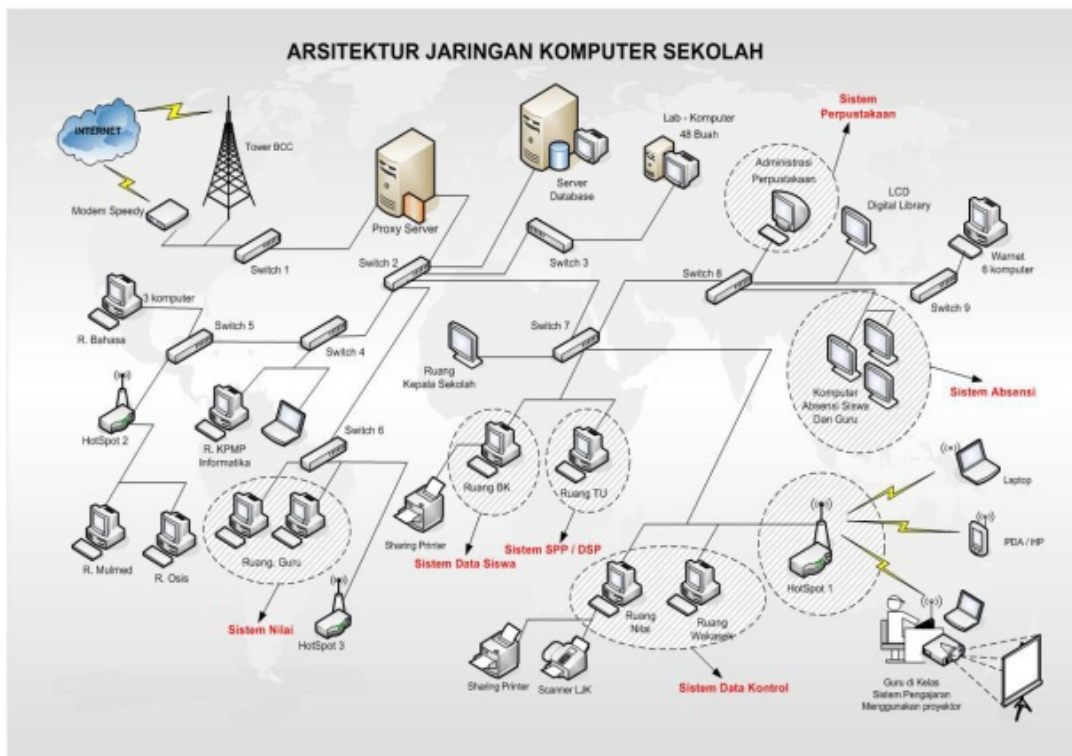 ARSITEKTUR JARINGAN KOMPUTER SEKOLAH
INTERNET
Tower BCC
Modem Speedy
Switch 1
Proxy Server
Switch 2
Server
Database
Switch 3
Lab - Komputer
48 Buah
Sistem
Perpustakaan
Administrasi
Perpustakaan
LCD
Digital Library
Warnet
6 komputer
Switch 8
Switch 9
3 komputer
R. Bahasa
Switch 5
Switch 4
Switch 7
Ruang
Kepala Sekolah
Komputer
Absensi Siswa
Dan Guru
Sistem Absensi
HotSpot 2
R. KPMP
Informatika
Switch 6
Ruang BK
Ruang TU
Sharing Printer
Sistem Data Siswa
Sistem SPP / DSP
Laptop
PDA / HP
HotSpot 1
R. Mulmed
R. Osis
Ruang. Guru
Sistem Nilai
HotSpot 3
Ruang
Nilai
Ruang
Wakasek
Sharing Printer
Scanner LJK
Sistem Data Kontrol
Guru di Kelas
Sistem Pengajaran
Menggunakan proyektor